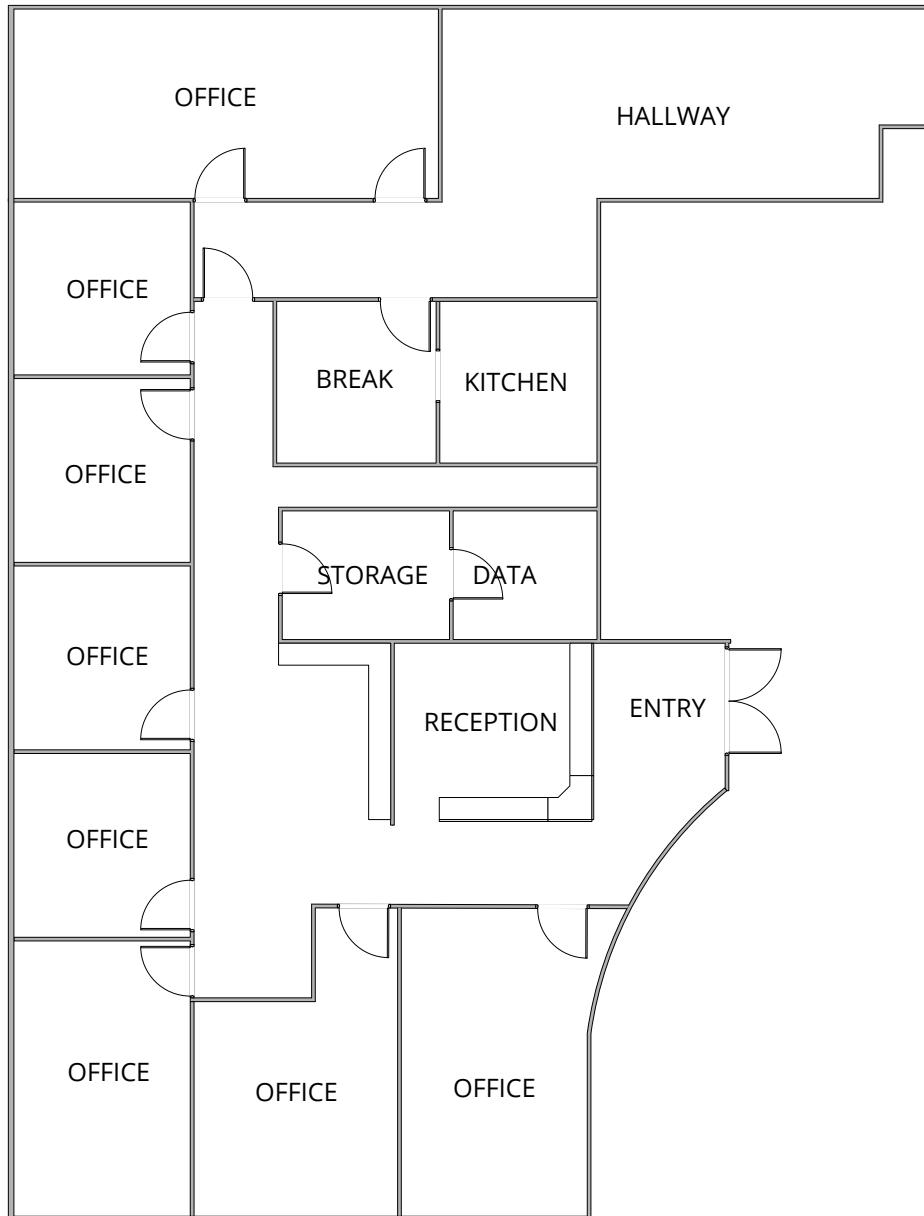 OFFICE
HALLWAY
OFFICE
BREAK
KITCHEN
OFFICE
STORAGE
DATA
OFFICE
RECEPTION
ENTRY
OFFICE
OFFICE
OFFICE
OFFICE